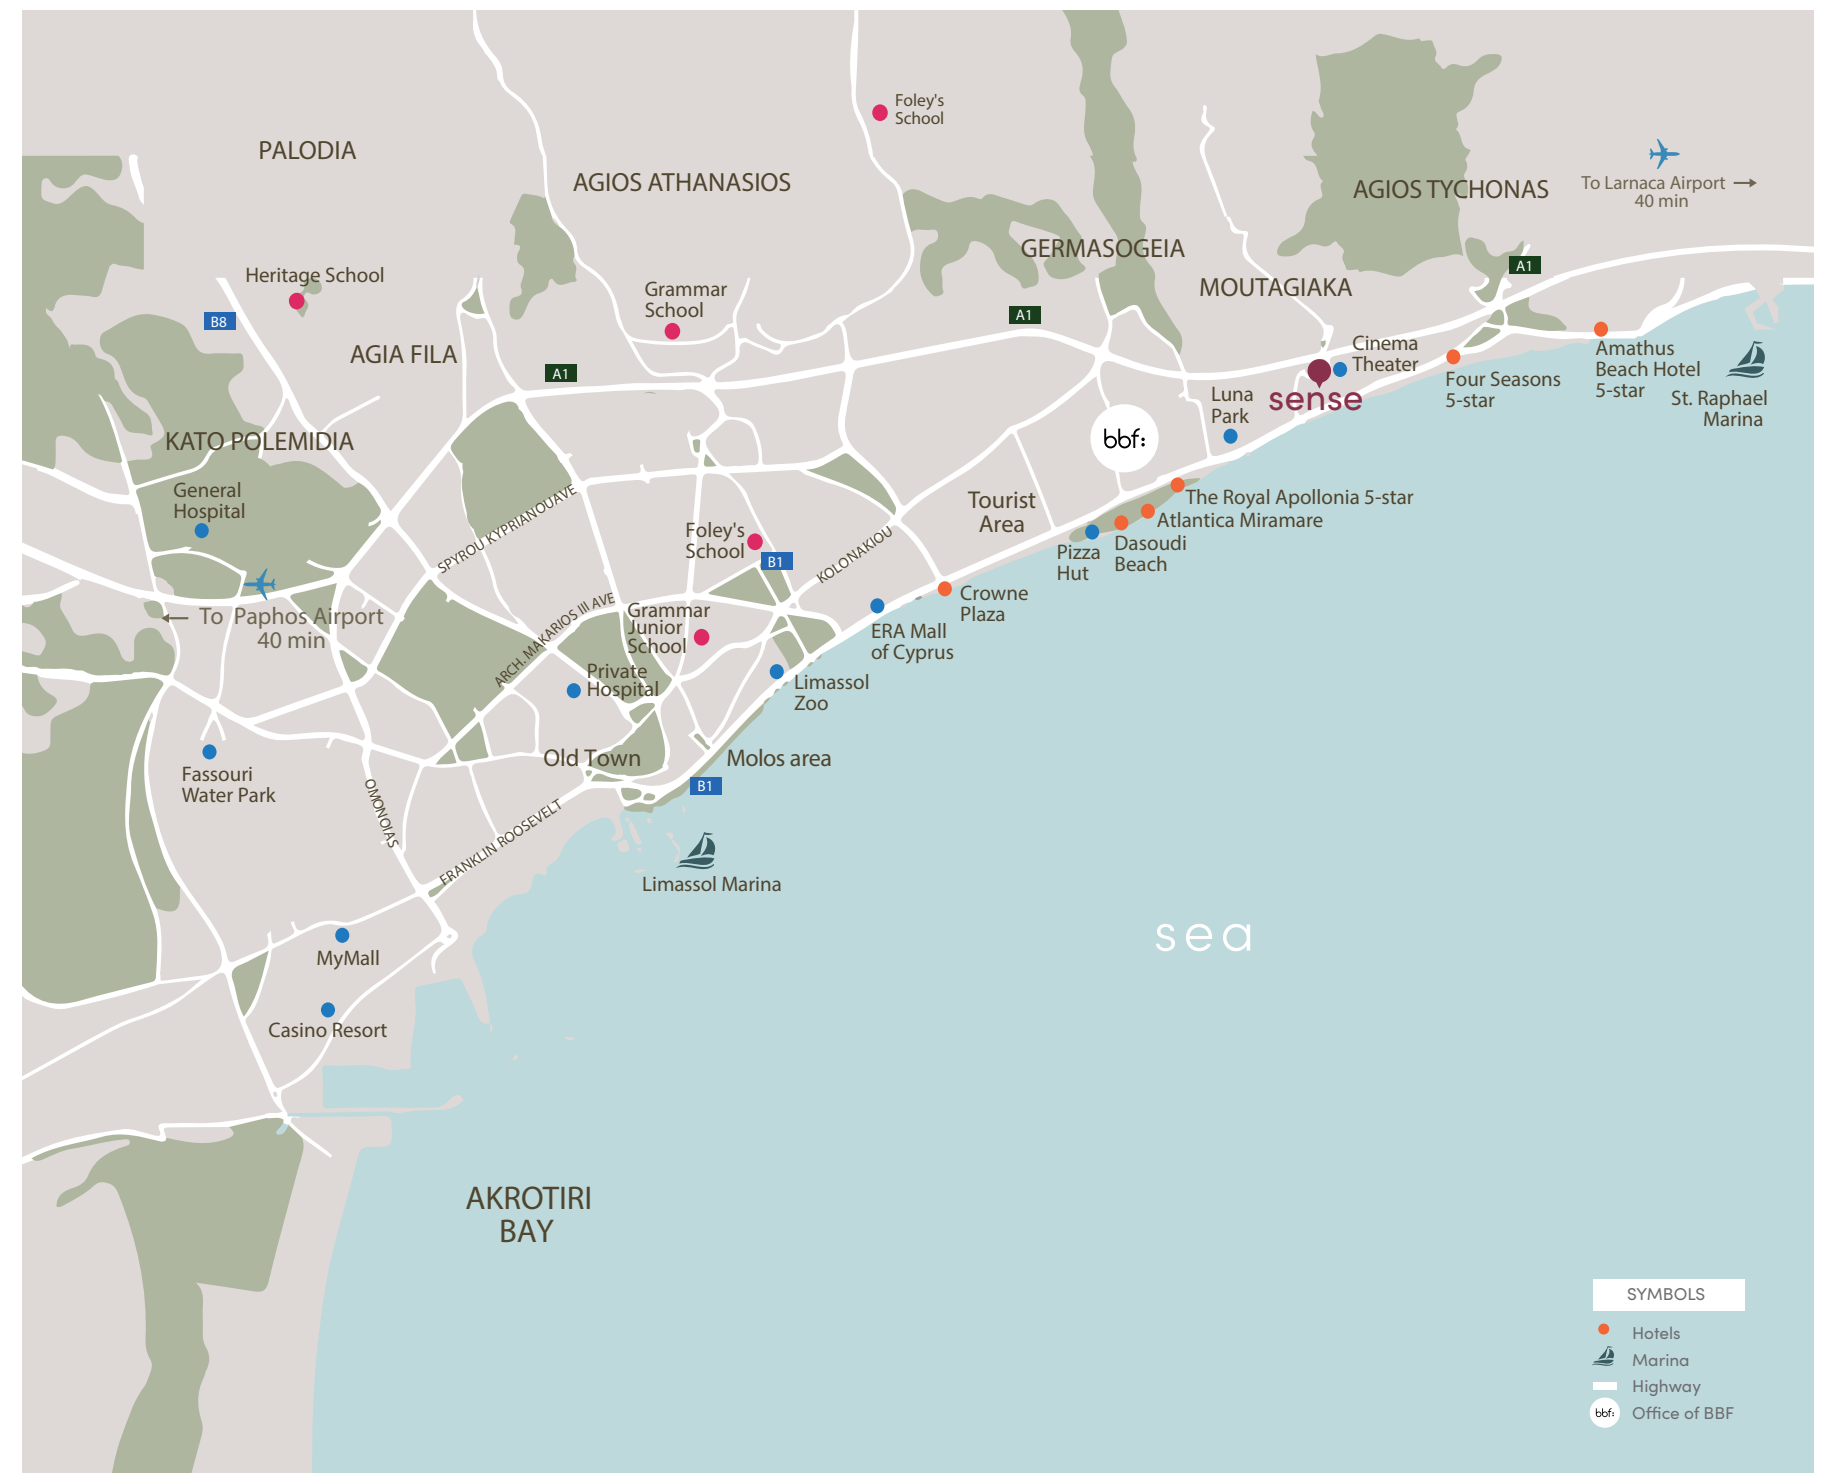 Foley's
School
PALODIA
AGIOS ATHANASIOS
AGIOS TYCHONAS
To Larnaca Airport
40 min
GERMASOGEIA
Heritage School
A1
MOUTAGIAKA
Grammar
School
B8
A1
AGIA FILA
Cinema
Theater
A1
Amathus
Beach Hotel
5-star
Four Seasons
5-star
St. Raphael
Marina
Luna
Park
sense
bbf:
KATO POLEMIDIA
General
Hospital
SPYROU KYPRIANOUAVE
Tourist
Area
The Royal Apollonia 5-star
Atlantica Miramare
Dasoudi
Beach
Pizza
Hut
Foley's
School
B1
KOLONAKIOU
Crowne
Plaza
To Paphos Airport
40 min
ARCH. MAKARIOS III AVE
Grammar
Junior
School
ERA Mall
of Cyprus
Private
Hospital
Limassol
Zoo
Old Town
Molos area
B1
Fassouri
Water Park
OMONOIAS
FRANKLIN ROOSEVELT
Limassol Marina
sea
MyMall
Casino Resort
AKROTIRI
BAY
SYMBOLS
Hotels
Marina
Highway
bbf:
Office of BBF